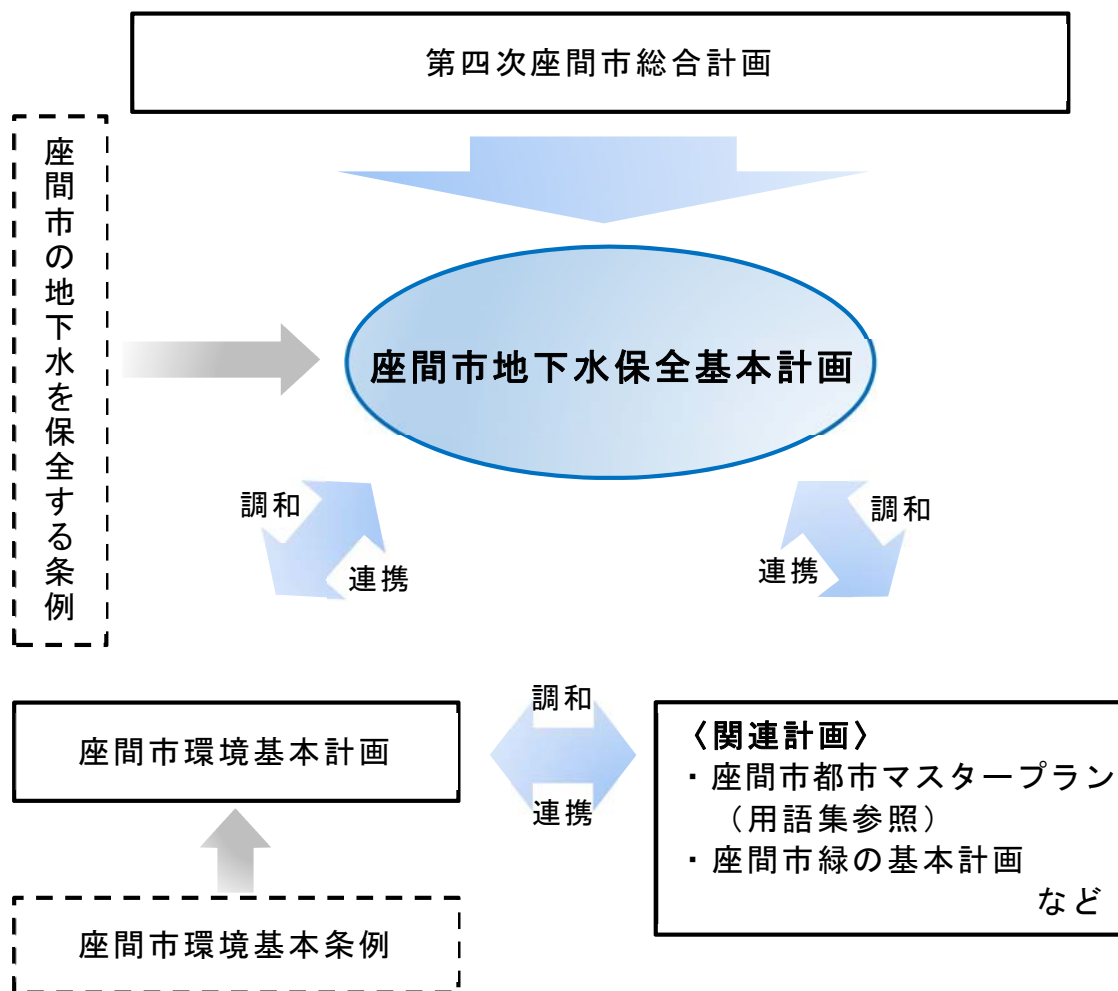 第四次座間市総合計画
座間市の地下水を保全する条例
座間市地下水保全基本計画
調和
連携
調和
連携
座間市環境基本計画
調和
連携
〈関連計画〉
・座間市都市マスタープラン
（用語集参照）
・座間市緑の基本計画
など
座間市環境基本条例